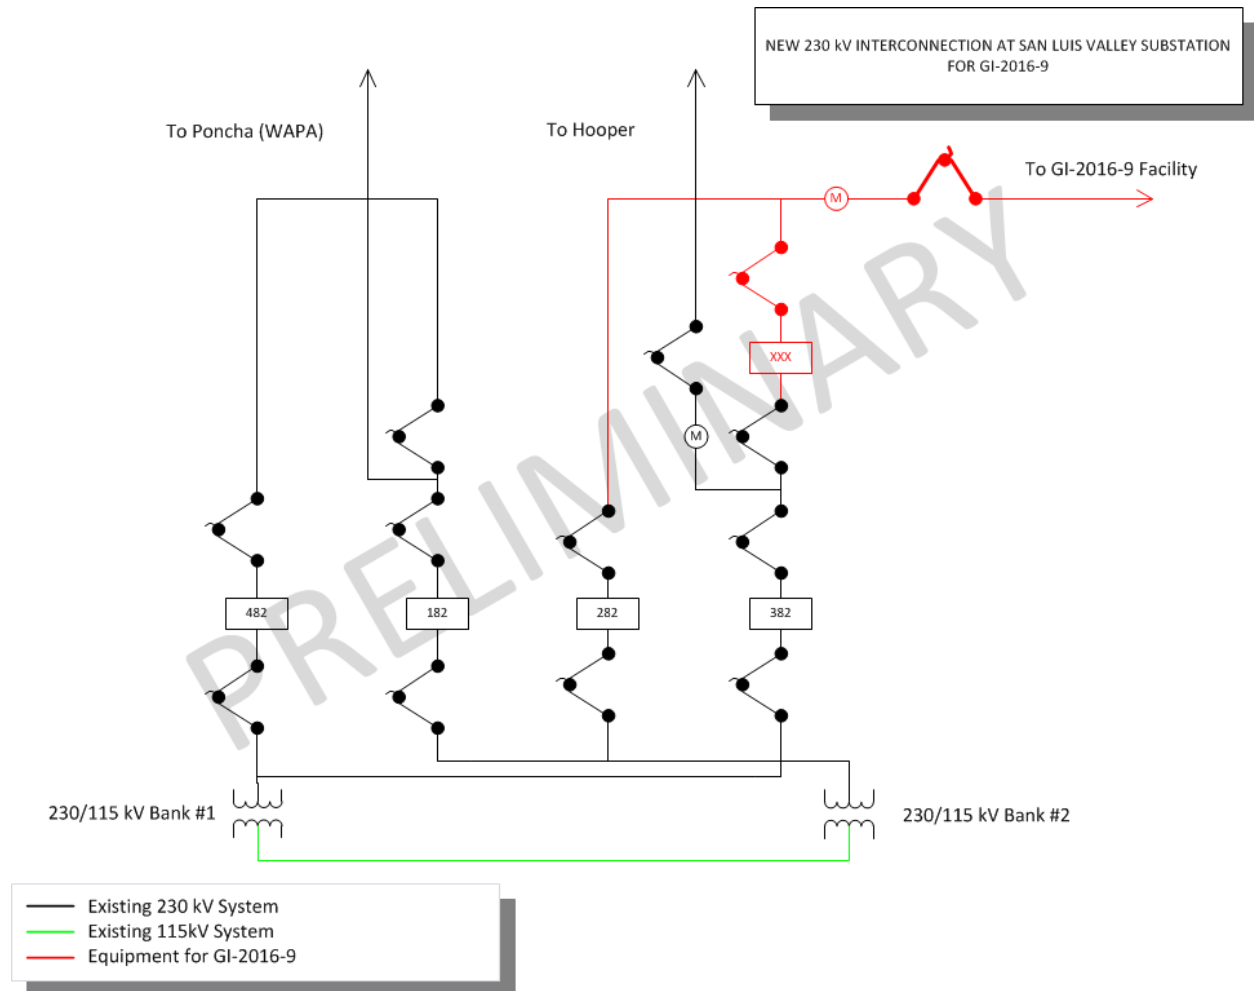 NEW 230 kV INTERCONNECTION AT SAN LUIS VALLEY SUBSTATION
FOR GI-2016-9
To Poncha (WAPA)
To Hooper
To GI-2016-9 Facility
M
XXX
M
PRELIMINARY
482
182
282
382
230/115 kV Bank #1
230/115 kV Bank #2
Existing 230 kV System
Existing 115kV System
Equipment for GI-2016-9